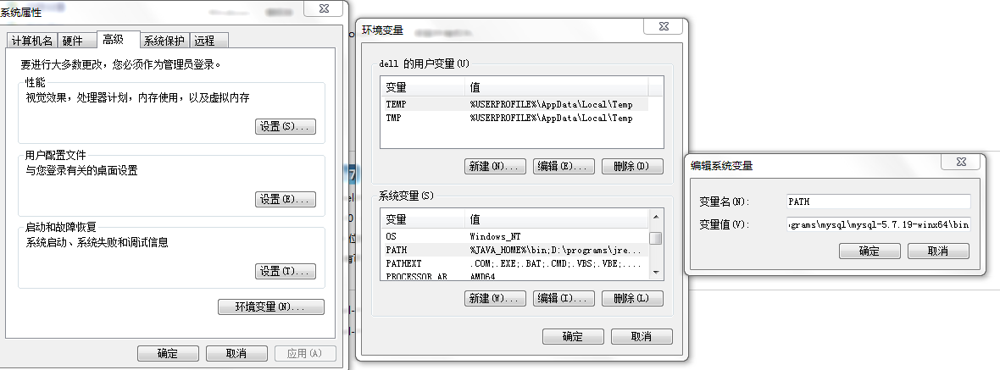 系统属性
计算机名 硬件 高级 系统保护 远程
要进行大多数更改，您必须作为管理员登录。
性能
视觉效果，处理器计划，内存使用，以及虚拟内存
设置(S)...
用户配置文件
与您登录有关的桌面设置
设置(E)...
启动和故障恢复
系统启动、系统失败和调试信息
设置(T)...
环境变量(N)...
确定 取消 应用(A)
环境变量
dell 的用户变量(U)
变量 值
TEMP %USERPROFILE%\AppData\Local\Temp
TMP %USERPROFILE%\AppData\Local\Temp
新建(N)... 编辑(E)... 删除(D)
系统变量(S)
变量 值
OS Windows_NT
PATH %JAVA_HOME%\bin;D:\programs\jre...
PATHEXT .COM;.EXE;.BAT;.CMD;.VBS;.VBE;....
PROCESSOR_AR AMD64
新建(W)... 编辑(I)... 删除(L)
确定 取消
编辑系统变量
变量名(N): PATH
变量值(V): ograms\mysql\mysql-5.7.19-winx64\bin
确定 取消